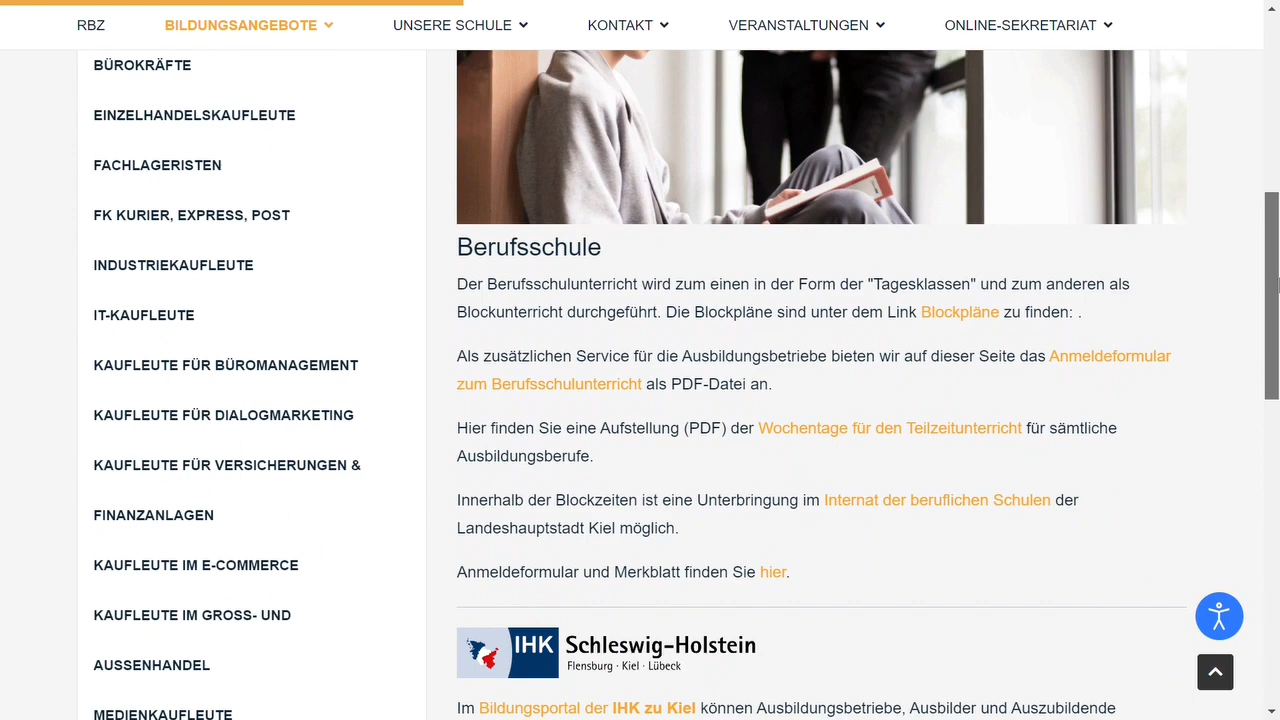 RBZ
BILDUNGSANGEBOTE
UNSERE SCHULE
KONTAKT
VERANSTALTUNGEN
ONLINE-SEKRETARIAT
BÜROKRÄFTE
EINZELHANDELSKAUFLEUTE
FACHLAGERISTEN
FK KURIER, EXPRESS, POST
INDUSTRIEKAUFLEUTE
IT-KAUFLEUTE
KAUFLEUTE FÜR BÜROMANAGEMENT
KAUFLEUTE FÜR DIALOGMARKETING
KAUFLEUTE FÜR VERSICHERUNGEN &
FINANZANLAGEN
KAUFLEUTE IM E-COMMERCE
KAUFLEUTE IM GROSS- UND
AUSSENHANDEL
MEDIENKAUFLEUTE
Berufsschule
Der Berufsschulunterricht wird zum einen in der Form der "Tagesklassen" und zum anderen als
Blockunterricht durchgeführt. Die Blockpläne sind unter dem Link Blockpläne zu finden: .
Als zusätzlichen Service für die Ausbildungsbetriebe bieten wir auf dieser Seite das Anmeldeformular
zum Berufsschulunterricht als PDF-Datei an.
Hier finden Sie eine Aufstellung (PDF) der Wochentage für den Teilzeitunterricht für sämtliche
Ausbildungsberufe.
Innerhalb der Blockzeiten ist eine Unterbringung im Internat der beruflichen Schulen der
Landeshauptstadt Kiel möglich.
Anmeldeformular und Merkblatt finden Sie hier.
IHK Schleswig-Holstein
Flensburg · Kiel · Lübeck
Im Bildungsportal der IHK zu Kiel können Ausbildungsbetriebe, Ausbilder und Auszubildende